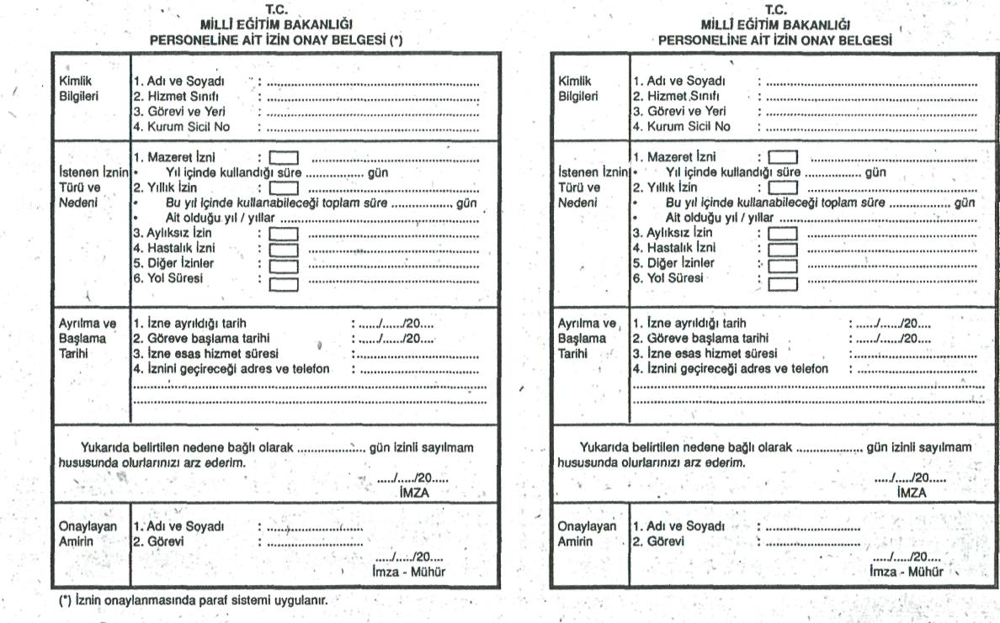 T.C.
MİLLÎ EĞİTİM BAKANLIĞI
PERSONELİNE AİT İZİN ONAY BELGESİ (*)
Kimlik Bilgileri
1. Adı ve Soyadı : ..........
2. Hizmet Sınıfı : ..........
3. Görevi ve Yeri : ..........
4. Kurum Sicil No : ..........
İstenen İznin Türü ve Nedeni
1. Mazeret İzni : ..........
• Yıl içinde kullandığı süre ................ gün
2. Yıllık İzin : ..........
• Bu yıl içinde kullanabileceği toplam süre ................ gün
• Ait olduğu yıl / yıllar ..........
3. Aylıksız İzin : ..........
4. Hastalık İzni : ..........
5. Diğer İzinler : ..........
6. Yol Süresi : ..........
Ayrılma ve Başlama Tarihi
1. İzne ayrıldığı tarih : ....../....../20....
2. Göreve başlama tarihi : ....../....../20....
3. İzne esas hizmet süresi : ..........
4. İznini geçireceği adres ve telefon : ..........
Yukarıda belirtilen nedene bağlı olarak ................... gün izinli sayılmam
hususunda olurlarınızı arz ederim.
...../...../20.....
İMZA
Onaylayan Amirin
1. Adı ve Soyadı : ..........
2. Görevi : ..........
...../...../20....
İmza - Mühür
(*) İznin onaylanmasında paraf sistemi uygulanır.
T.C.
MİLLÎ EĞİTİM BAKANLIĞI
PERSONELİNE AİT İZİN ONAY BELGESİ
Kimlik Bilgileri
1. Adı ve Soyadı : ..........
2. Hizmet Sınıfı : ..........
3. Görevi ve Yeri : ..........
4. Kurum Sicil No : ..........
İstenen İznin Türü ve Nedeni
1. Mazeret İzni : ..........
• Yıl içinde kullandığı süre ................ gün
2. Yıllık İzin : ..........
• Bu yıl içinde kullanabileceği toplam süre ................ gün
• Ait olduğu yıl / yıllar ..........
3. Aylıksız İzin : ..........
4. Hastalık İzni : ..........
5. Diğer İzinler : ..........
6. Yol Süresi : ..........
Ayrılma ve Başlama Tarihi
1. İzne ayrıldığı tarih : ....../....../20....
2. Göreve başlama tarihi : ....../....../20....
3. İzne esas hizmet süresi : ..........
4. İznini geçireceği adres ve telefon : ..........
Yukarıda belirtilen nedene bağlı olarak ................... gün izinli sayılmam
hususunda olurlarınızı arz ederim.
...../...../20.....
İMZA
Onaylayan Amirin
1. Adı ve Soyadı : ..........
2. Görevi : ..........
...../...../20....
İmza - Mühür